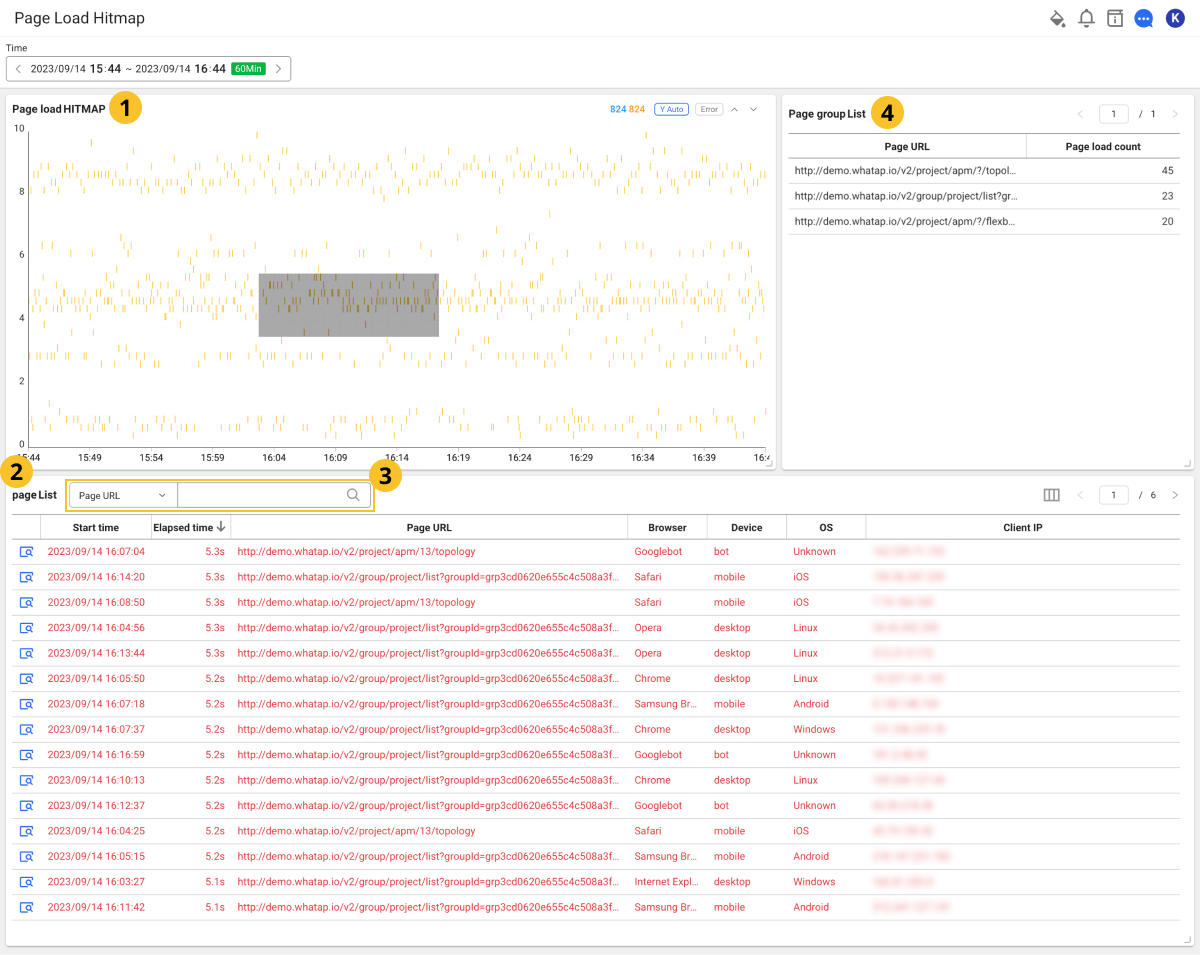 Page Load Hitmap
K
Time
2023/09/14 15:44 ~ 2023/09/14 16:44 60Min
Page load HITMAP 1
824 824 Y Auto Error
10
8
6
4
2
0
15:44 15:49 15:54 15:59 16:04 16:09 16:14 16:19 16:24 16:29 16:34 16:39 16:4
Page group List 4
1 / 1
Page URL Page load count
http://demo.whatap.io/v2/project/apm/?/topol... 45
http://demo.whatap.io/v2/group/project/list?gr... 23
http://demo.whatap.io/v2/project/apm/?/flexb... 20
2
3
page List Page URL
1 / 6
Start time Elapsed time Page URL Browser Device OS Client IP
2023/09/14 16:07:04 5.3s http://demo.whatap.io/v2/project/apm/13/topology Googlebot bot Unknown
2023/09/14 16:14:20 5.3s http://demo.whatap.io/v2/group/project/list?groupId=grp3cd0620e655c4c508a3f... Safari mobile iOS
2023/09/14 16:08:50 5.3s http://demo.whatap.io/v2/project/apm/13/topology Safari mobile iOS
2023/09/14 16:04:56 5.3s http://demo.whatap.io/v2/group/project/list?groupId=grp3cd0620e655c4c508a3f... Opera desktop Linux
2023/09/14 16:13:44 5.3s http://demo.whatap.io/v2/group/project/list?groupId=grp3cd0620e655c4c508a3f... Opera desktop Linux
2023/09/14 16:05:50 5.2s http://demo.whatap.io/v2/group/project/list?groupId=grp3cd0620e655c4c508a3f... Chrome desktop Linux
2023/09/14 16:07:18 5.2s http://demo.whatap.io/v2/group/project/list?groupId=grp3cd0620e655c4c508a3f... Samsung Br... mobile Android
2023/09/14 16:07:37 5.2s http://demo.whatap.io/v2/group/project/list?groupId=grp3cd0620e655c4c508a3f... Chrome desktop Windows
2023/09/14 16:16:59 5.2s http://demo.whatap.io/v2/group/project/list?groupId=grp3cd0620e655c4c508a3f... Googlebot bot Unknown
2023/09/14 16:10:13 5.2s http://demo.whatap.io/v2/group/project/list?groupId=grp3cd0620e655c4c508a3f... Chrome desktop Linux
2023/09/14 16:12:37 5.2s http://demo.whatap.io/v2/group/project/list?groupId=grp3cd0620e655c4c508a3f... Googlebot bot Unknown
2023/09/14 16:04:25 5.2s http://demo.whatap.io/v2/project/apm/13/topology Safari mobile iOS
2023/09/14 16:05:15 5.2s http://demo.whatap.io/v2/group/project/list?groupId=grp3cd0620e655c4c508a3f... Samsung Br... mobile Android
2023/09/14 16:03:27 5.1s http://demo.whatap.io/v2/group/project/list?groupId=grp3cd0620e655c4c508a3f... Internet Expl... desktop Windows
2023/09/14 16:11:42 5.1s http://demo.whatap.io/v2/group/project/list?groupId=grp3cd0620e655c4c508a3f... Samsung Br... mobile Android